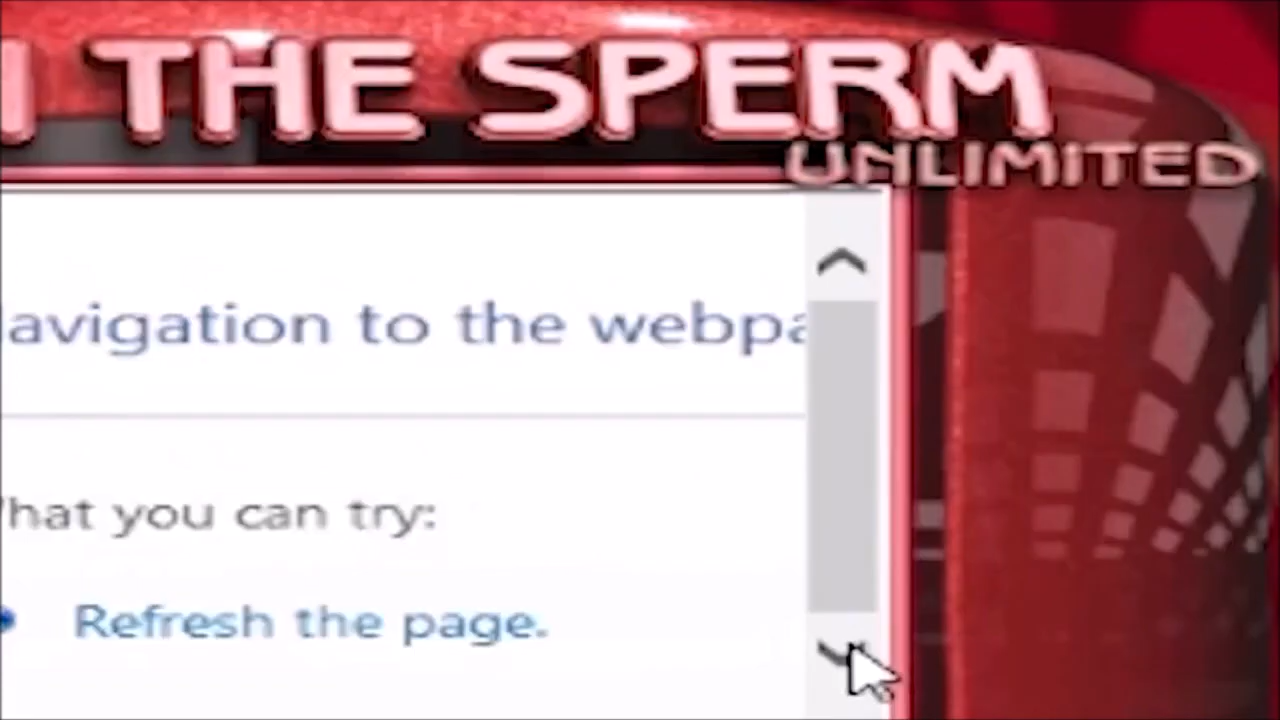 THE SPERM
UNLIMITED
avigation to the webpa
hat you can try:
Refresh the page.